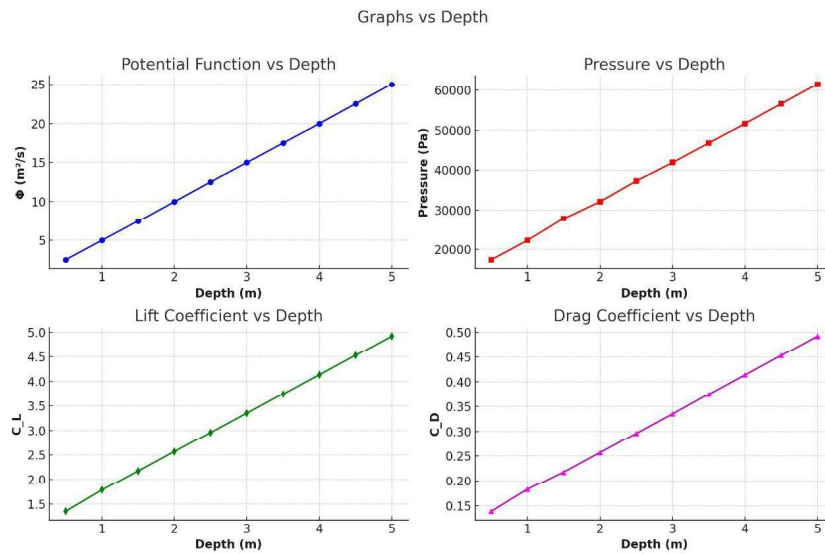 Graphs vs Depth
Potential Function vs Depth
25
20
15
10
5
Φ (m²/s)
1 2 3 4 5
Depth (m)
Pressure vs Depth
60000
50000
40000
30000
20000
Pressure (Pa)
1 2 3 4 5
Depth (m)
Lift Coefficient vs Depth
5.0
4.5
4.0
3.5
3.0
2.5
2.0
1.5
C_L
1 2 3 4 5
Depth (m)
Drag Coefficient vs Depth
0.50
0.45
0.40
0.35
0.30
0.25
0.20
0.15
C_D
1 2 3 4 5
Depth (m)